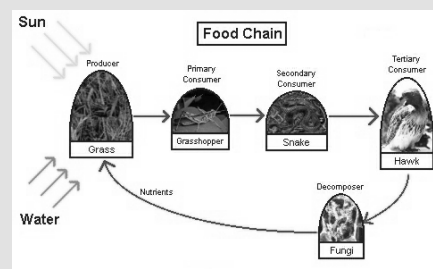 Sun
Food Chain
Producer
Primary
Consumer
Secondary
Consumer
Tertiary
Consumer
Grass
Grasshopper
Snake
Hawk
Decomposer
Nutrients
Water
Fungi